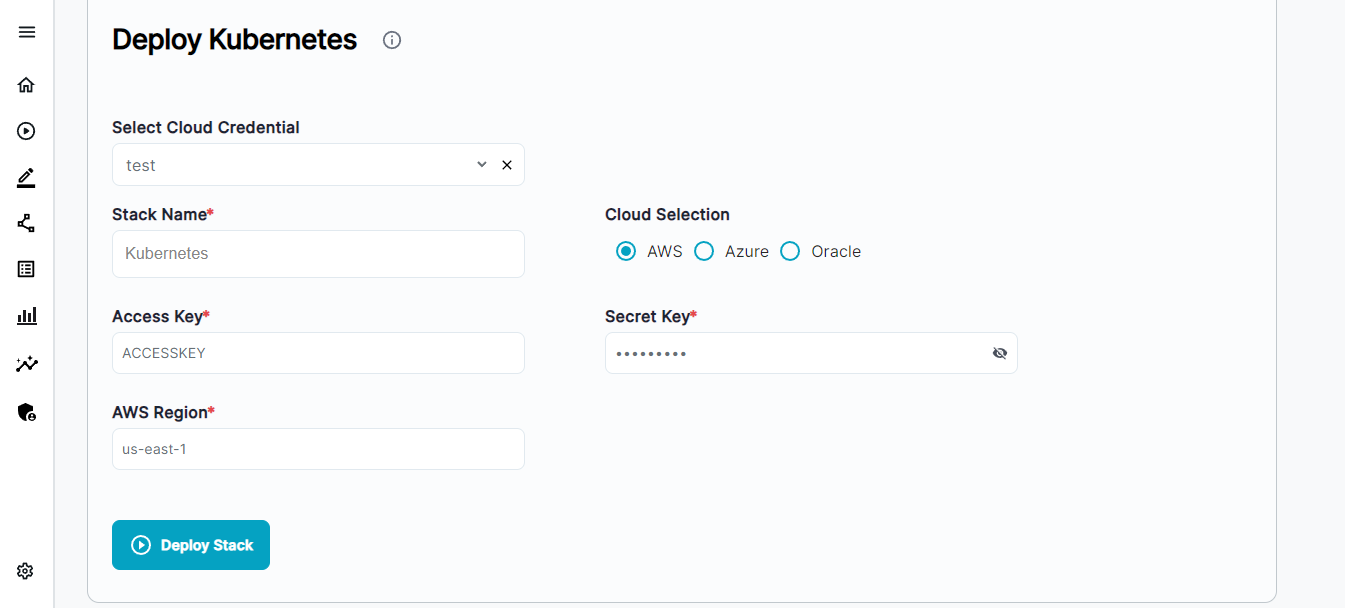 Deploy Kubernetes
Select Cloud Credential
test
Stack Name*
Kubernetes
Cloud Selection
AWS Azure Oracle
Access Key*
ACCESSKEY
Secret Key*
•••••••••
AWS Region*
us-east-1
Deploy Stack